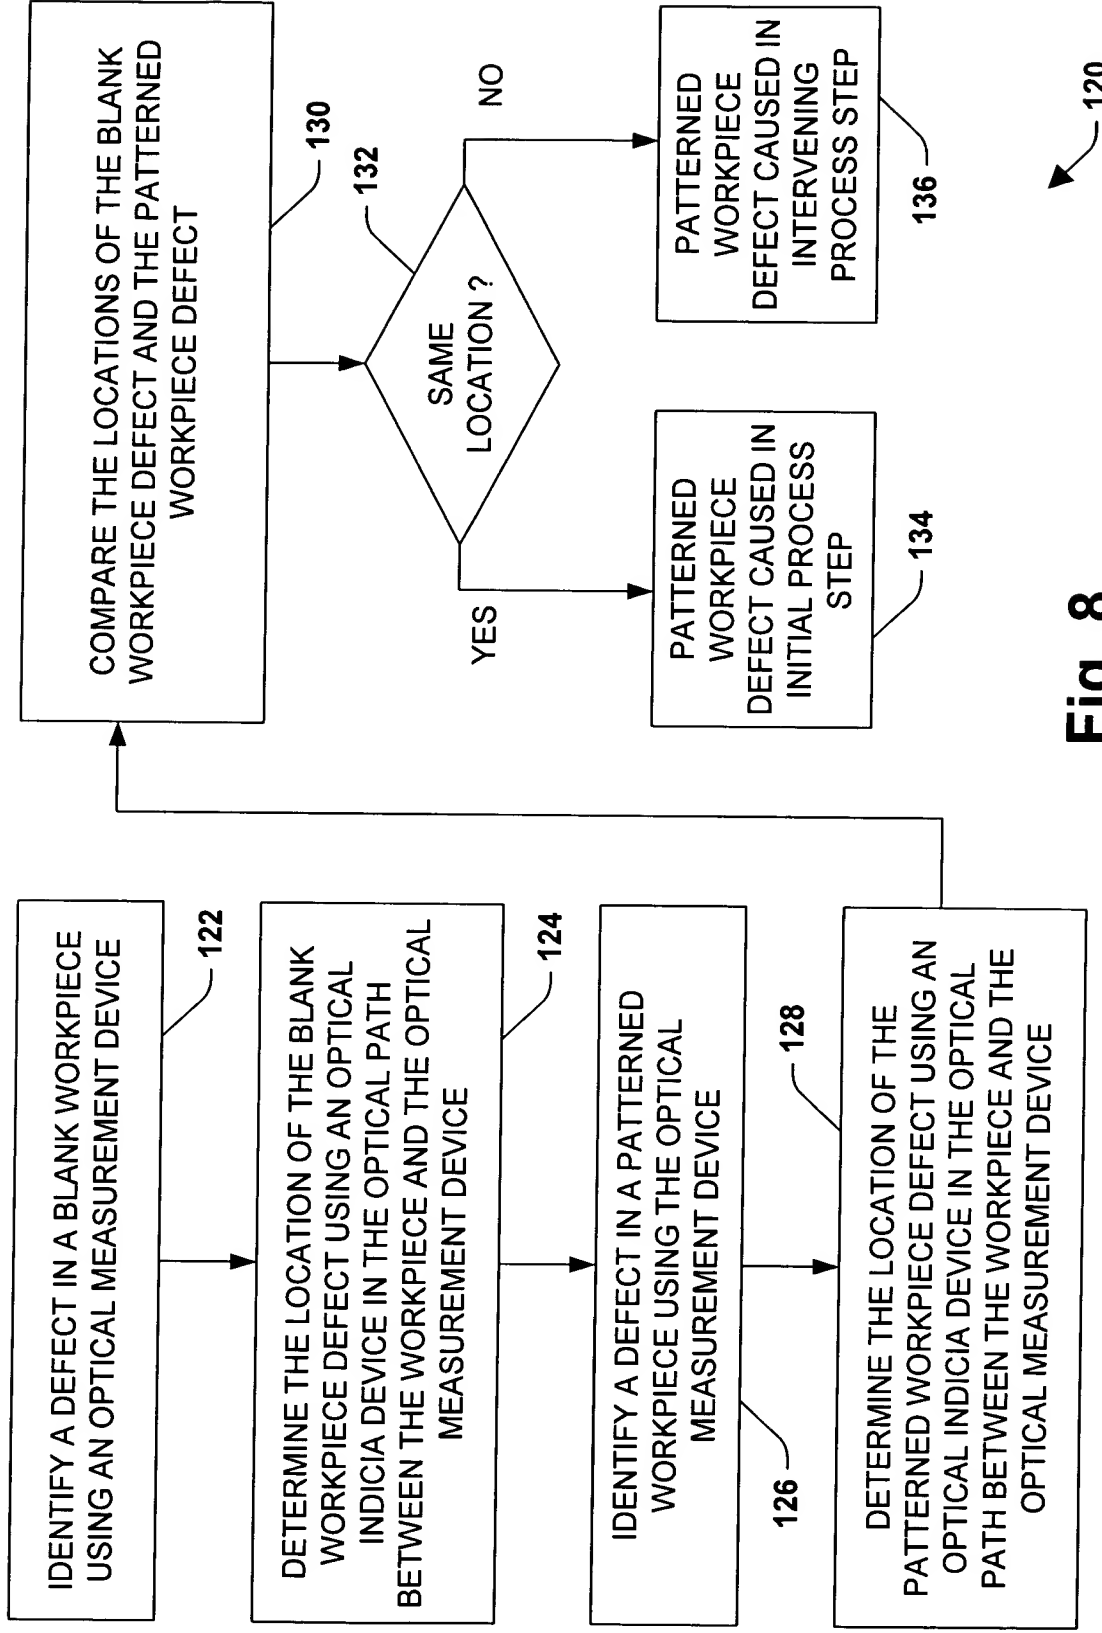 IDENTIFY A DEFECT IN A BLANK WORKPIECE
USING AN OPTICAL MEASUREMENT DEVICE
122
DETERMINE THE LOCATION OF THE BLANK
WORKPIECE DEFECT USING AN OPTICAL
INDICIA DEVICE IN THE OPTICAL PATH
BETWEEN THE WORKPIECE AND THE OPTICAL
MEASUREMENT DEVICE
124
IDENTIFY A DEFECT IN A PATTERNED
WORKPIECE USING THE OPTICAL
MEASUREMENT DEVICE
126
128
DETERMINE THE LOCATION OF THE
PATTERNED WORKPIECE DEFECT USING AN
OPTICAL INDICIA DEVICE IN THE OPTICAL
PATH BETWEEN THE WORKPIECE AND THE
OPTICAL MEASUREMENT DEVICE
COMPARE THE LOCATIONS OF THE BLANK
WORKPIECE DEFECT AND THE PATTERNED
WORKPIECE DEFECT
130
132
SAME
LOCATION ?
YES
NO
PATTERNED
WORKPIECE
DEFECT CAUSED IN
INITIAL PROCESS
STEP
134
PATTERNED
WORKPIECE
DEFECT CAUSED IN
INTERVENING
PROCESS STEP
136
120
Fig. 8